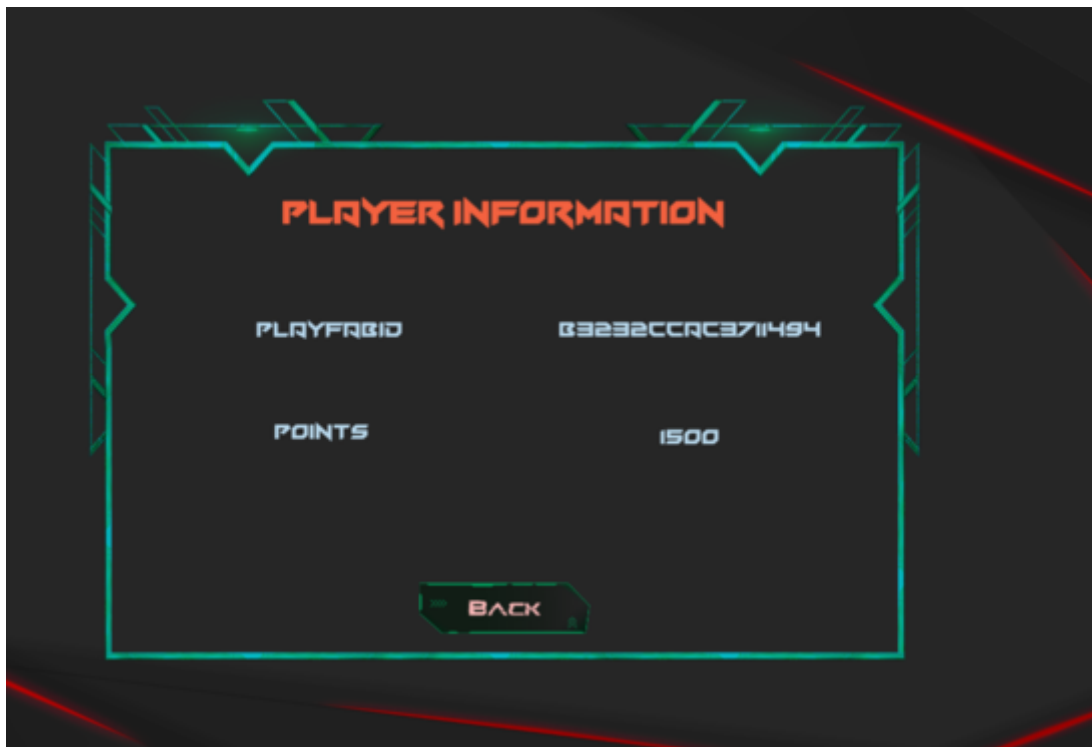 PLAYER INFORMATION
PLAYFABID B3232CCAC3711494
POINTS 1500
BACK